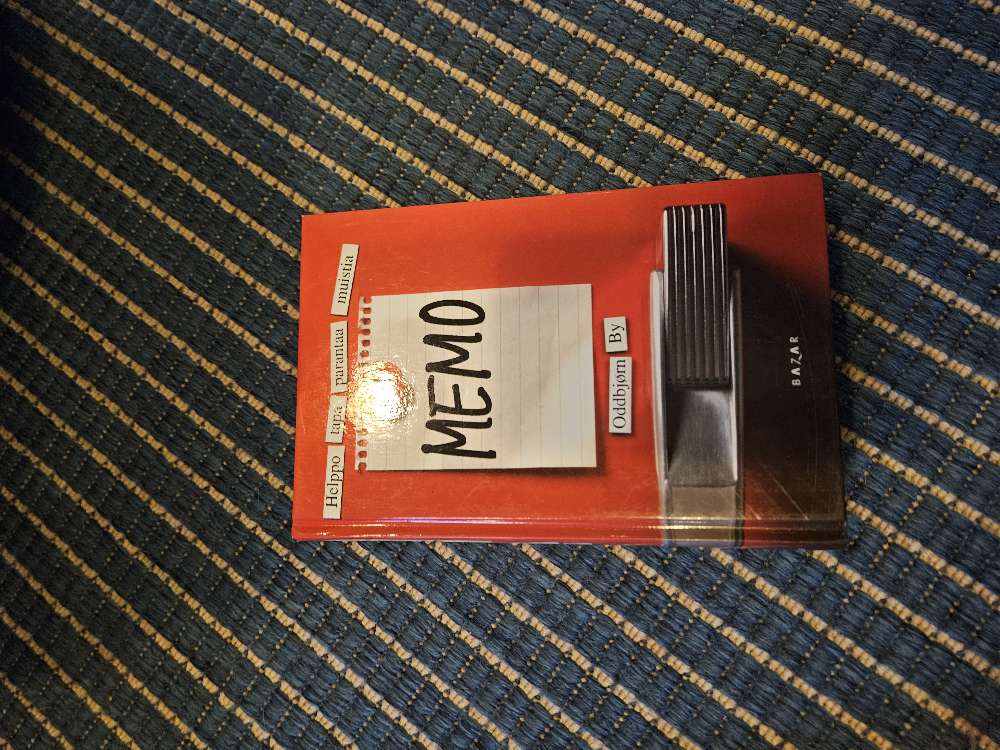 Helppo tapa parantaa muistia
MEMO
Oddbjørn By
BAZAR